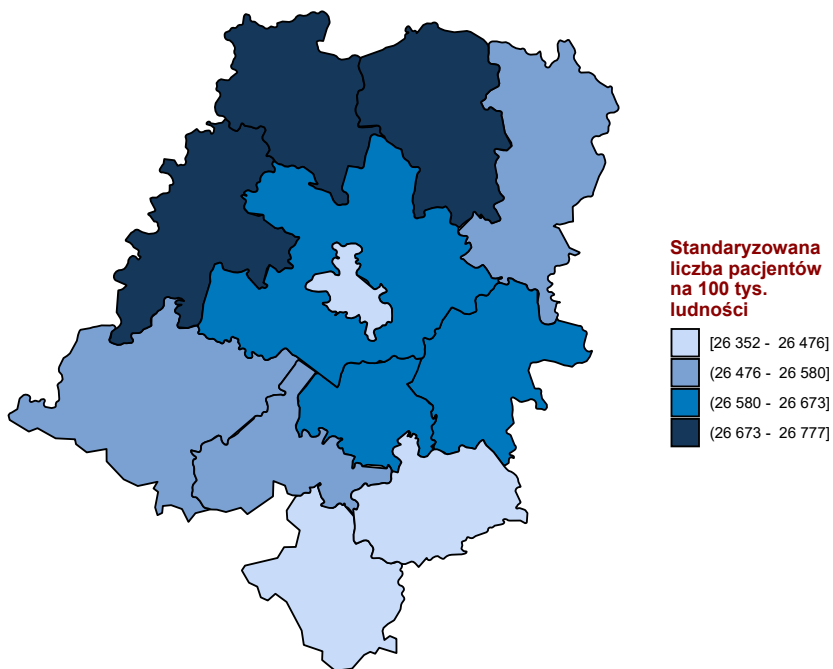 Standaryzowana
liczba pacjentów
na 100 tys.
ludności
[26 352 - 26 476]
(26 476 - 26 580]
(26 580 - 26 673]
(26 673 - 26 777]